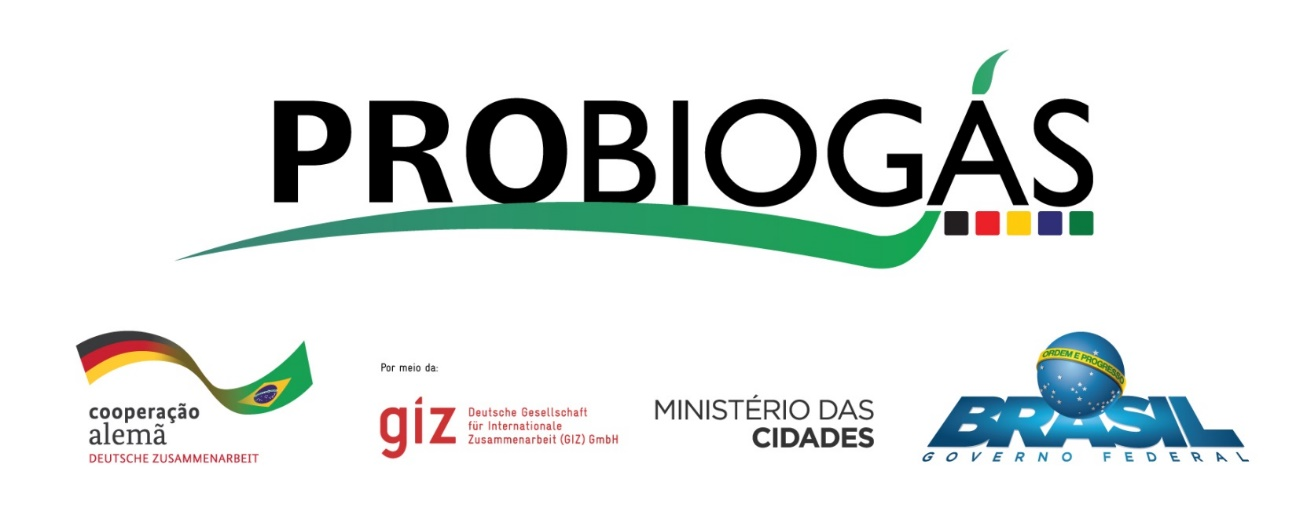 PROBIOGÁS
cooperação
alemã
DEUTSCHE ZUSAMMENARBEIT
Por meio da:
giz
Deutsche Gesellschaft
für Internationale
Zusammenarbeit (GIZ) GmbH
MINISTÉRIO DAS
CIDADES
ORDEM E PROGRESSO
BRASIL
GOVERNO FEDERAL